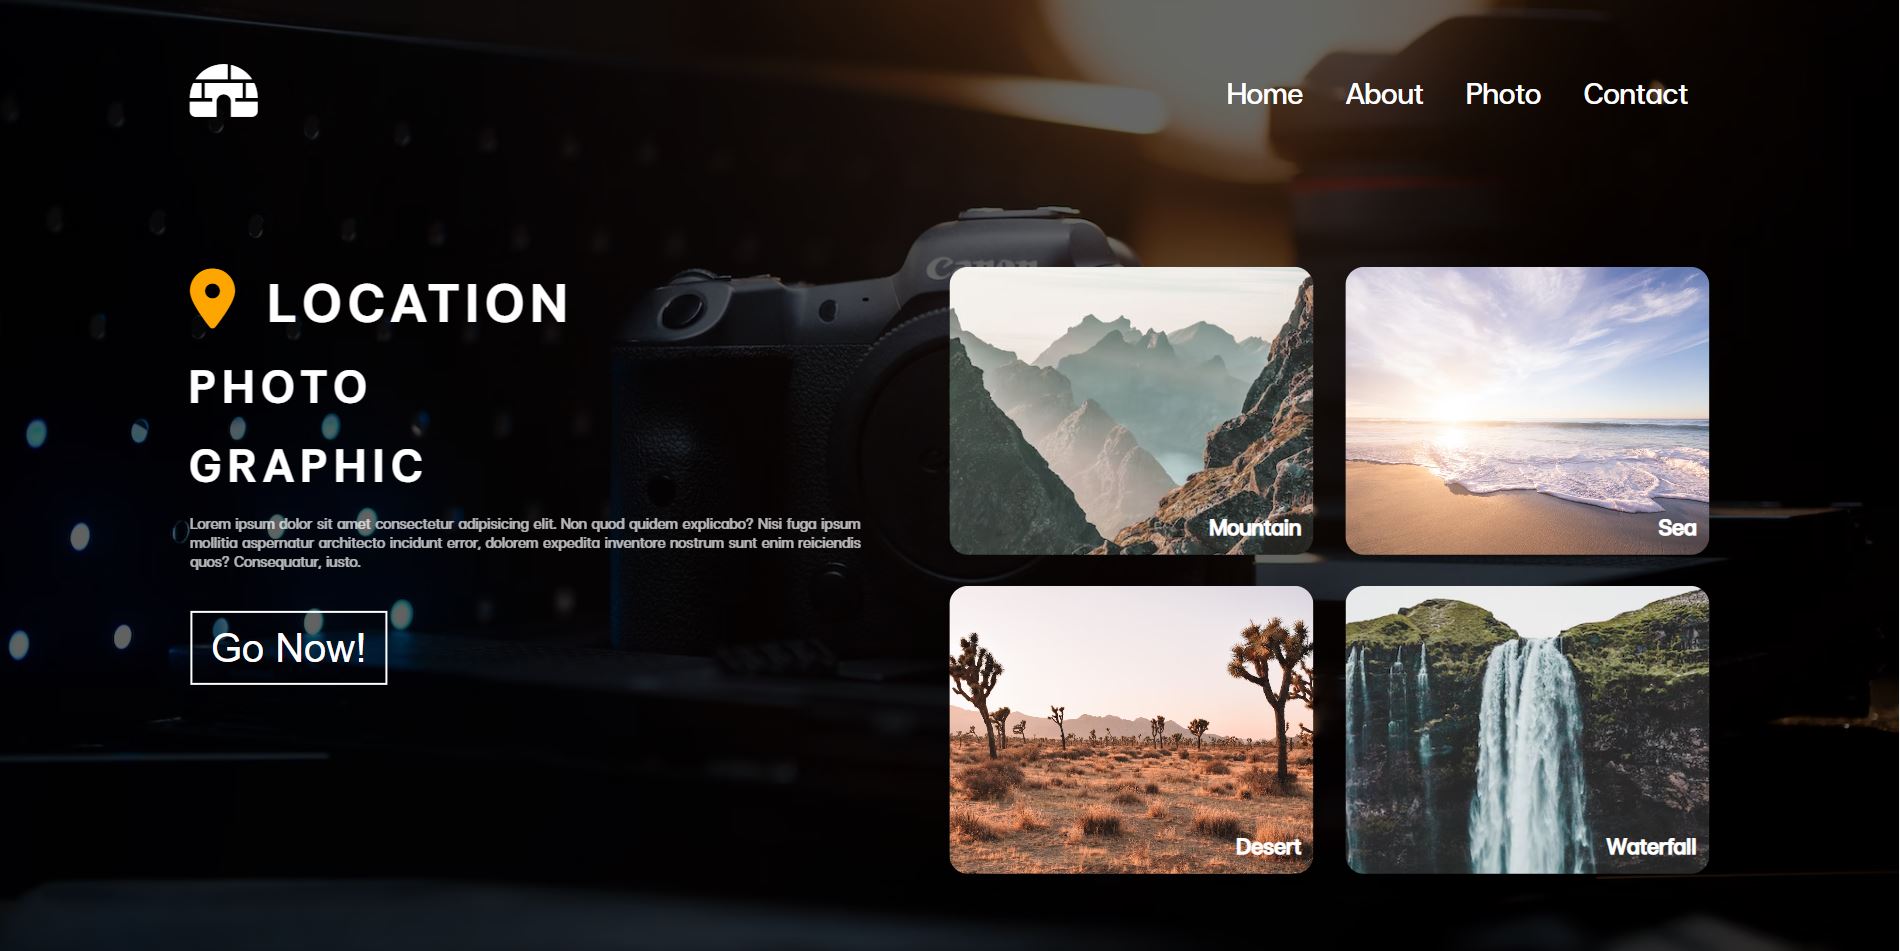 Home About Photo Contact
Canon
LOCATION
PHOTO
GRAPHIC
Lorem ipsum dolor sit amet consectetur adipisicing elit. Non quod quidem explicabo? Nisi fuga ipsum
mollitia aspernatur architecto incidunt error, dolorem expedita inventore nostrum sunt enim reiciendis
quos? Consequatur, iusto.
Go Now!
Mountain
Sea
Desert
Waterfall